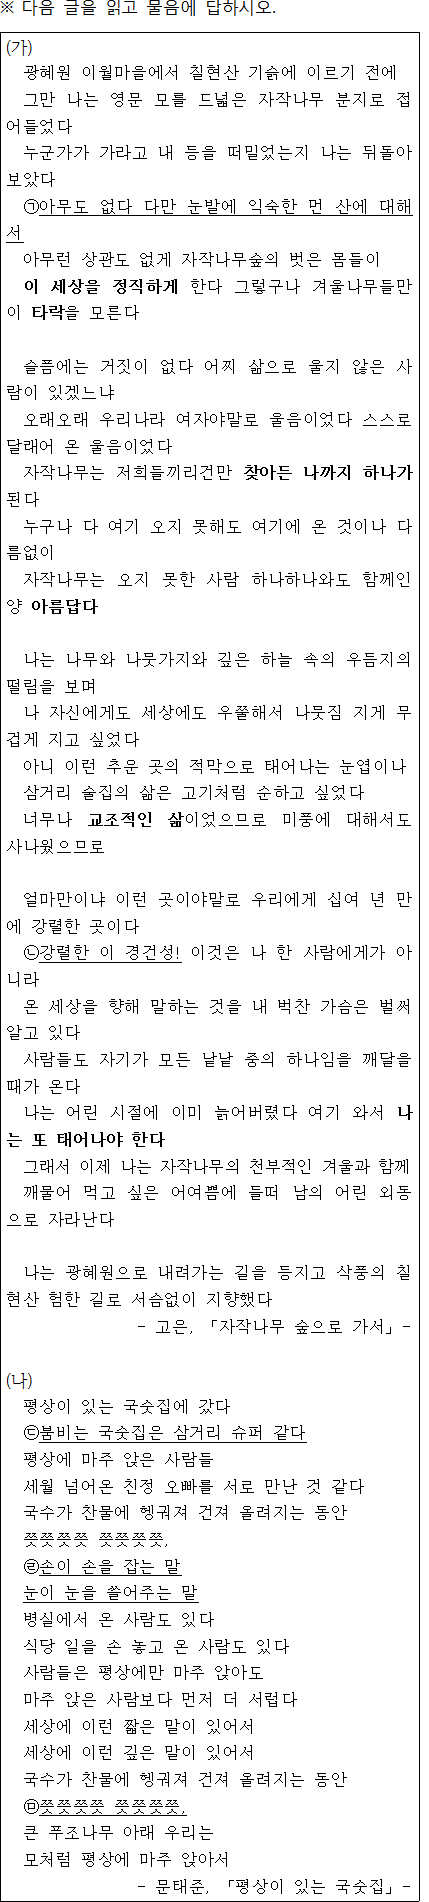 ※ 다음 글을 읽고 물음에 답하시오.
(가)
광혜원 이월마을에서 칠현산 기슭에 이르기 전에
그만 나는 영문 모를 드넓은 자작나무 분지로 접
어들었다
누군가가 가라고 내 등을 떠밀었는지 나는 뒤돌아
보았다
㉠아무도 없다 다만 눈발에 익숙한 먼 산에 대해
서
아무런 상관도 없게 자작나무숲의 벗은 몸들이
이 세상을 정직하게 한다 그렇구나 겨울나무들만
이 타락을 모른다
슬픔에는 거짓이 없다 어찌 삶으로 울지 않은 사
람이 있겠느냐
오래오래 우리나라 여자야말로 울음이었다 스스로
달래어 온 울음이었다
자작나무는 저희들끼리건만 찾아든 나까지 하나가
된다
누구나 다 여기 오지 못해도 여기에 온 것이나 다
름없이
자작나무는 오지 못한 사람 하나하나와도 함께인
양 아름답다
나는 나무와 나뭇가지와 깊은 하늘 속의 우듬지의
떨림을 보며
나 자신에게도 세상에도 우쭐해서 나뭇짐 지게 무
겁게 지고 싶었다
아니 이런 추운 곳의 적막으로 태어나는 눈엽이나
삼거리 술집의 삶은 고기처럼 순하고 싶었다
너무나 교조적인 삶이었으므로 미풍에 대해서도
사나웠으므로
얼마만이냐 이런 곳이야말로 우리에게 십여 년 만
에 강렬한 곳이다
㉡강렬한 이 경건성! 이것은 나 한 사람에게가 아
니라
온 세상을 향해 말하는 것을 내 벅찬 가슴은 벌써
알고 있다
사람들도 자기가 모든 낱낱 중의 하나임을 깨달을
때가 온다
나는 어린 시절에 이미 늙어버렸다 여기 와서 나
는 또 태어나야 한다
그래서 이제 나는 자작나무의 천부적인 겨울과 함께
깨물어 먹고 싶은 어여쁨에 들떠 남의 어린 외동
으로 자라난다
나는 광혜원으로 내려가는 길을 등지고 삭풍의 칠
현산 험한 길로 서슴없이 지향했다
- 고은, 「자작나무 숲으로 가서」-
(나)
평상이 있는 국숫집에 갔다
㉢붐비는 국숫집은 삼거리 슈퍼 같다
평상에 마주 앉은 사람들
세월 넘어온 친정 오빠를 서로 만난 것 같다
국수가 찬물에 헹궈져 건져 올려지는 동안
쯧쯧쯧쯧 쯧쯧쯧쯧,
㉣손이 손을 잡는 말
눈이 눈을 쓸어주는 말
병실에서 온 사람도 있다
식당 일을 손 놓고 온 사람도 있다
사람들은 평상에만 마주 앉아도
마주 앉은 사람보다 먼저 더 서럽다
세상에 이런 짧은 말이 있어서
세상에 이런 깊은 말이 있어서
국수가 찬물에 헹궈져 건져 올려지는 동안
㉤쯧쯧쯧쯧 쯧쯧쯧쯧,
큰 푸조나무 아래 우리는
모처럼 평상에 마주 앉아서
- 문태준, 「평상이 있는 국숫집」-